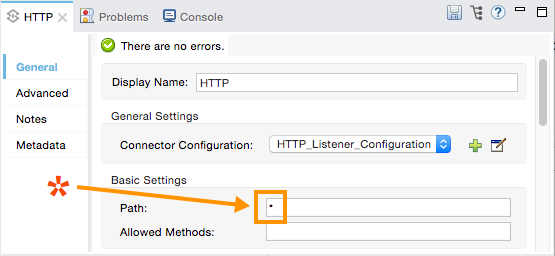 HTTP Problems Console
There are no errors.
General
Advanced
Notes
Metadata
Display Name: HTTP
General Settings
Connector Configuration: HTTP_Listener_Configuration
Basic Settings
* Path: *
Allowed Methods: